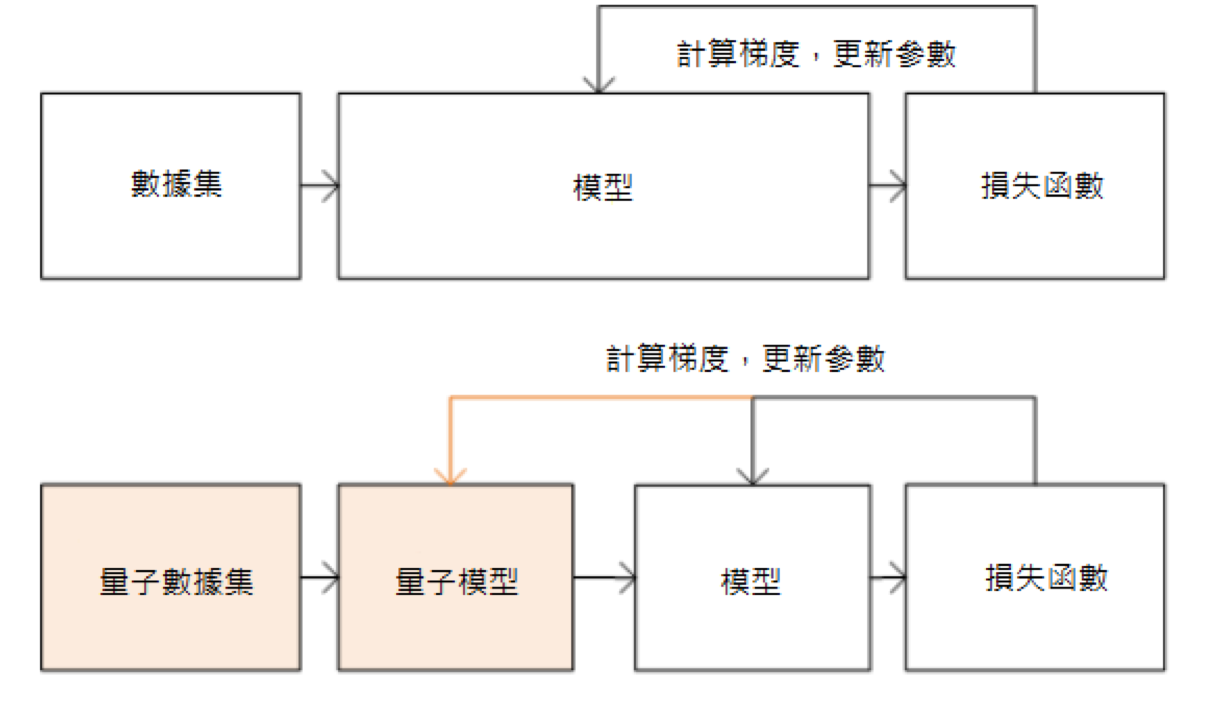 計算梯度，更新參數
數據集
模型
損失函數
計算梯度，更新參數
量子數據集
量子模型
模型
損失函數